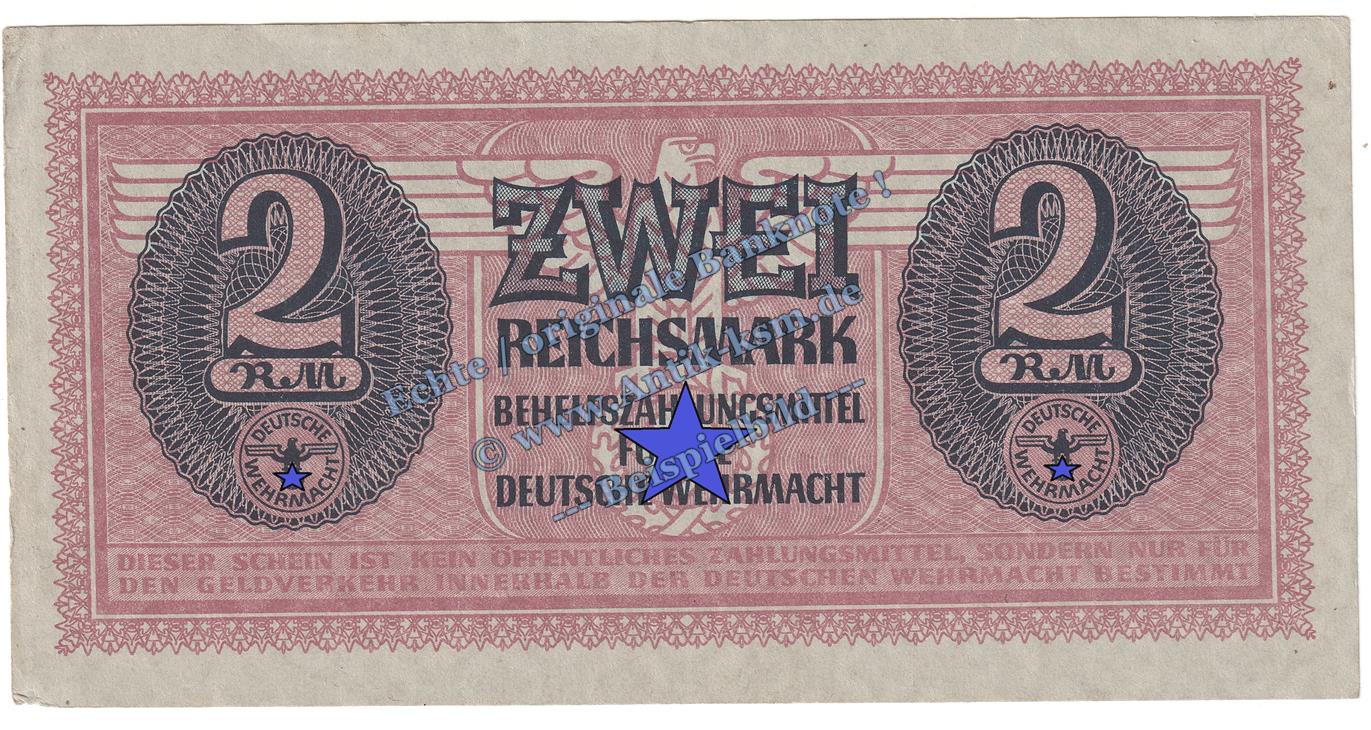 2
RM
DEUTSCHE
WEHRMACHT
ZWEI
REICHSMARK
BEHELFSZAHLUNGSMITTEL
DEUTSCHE WEHRMACHT
2
RM
DEUTSCHE
WEHRMACHT
DIESER SCHEIN IST KEIN ÖFFENTLICHES ZAHLUNGSMITTEL, SONDERN NUR FÜR
DEN GELDVERKEHR INNERHALB DER DEUTSCHEN WEHRMACHT BESTIMMT
Echte / originale Banknote !
© www.Antik-ksm.de
--- Beispielbild ---